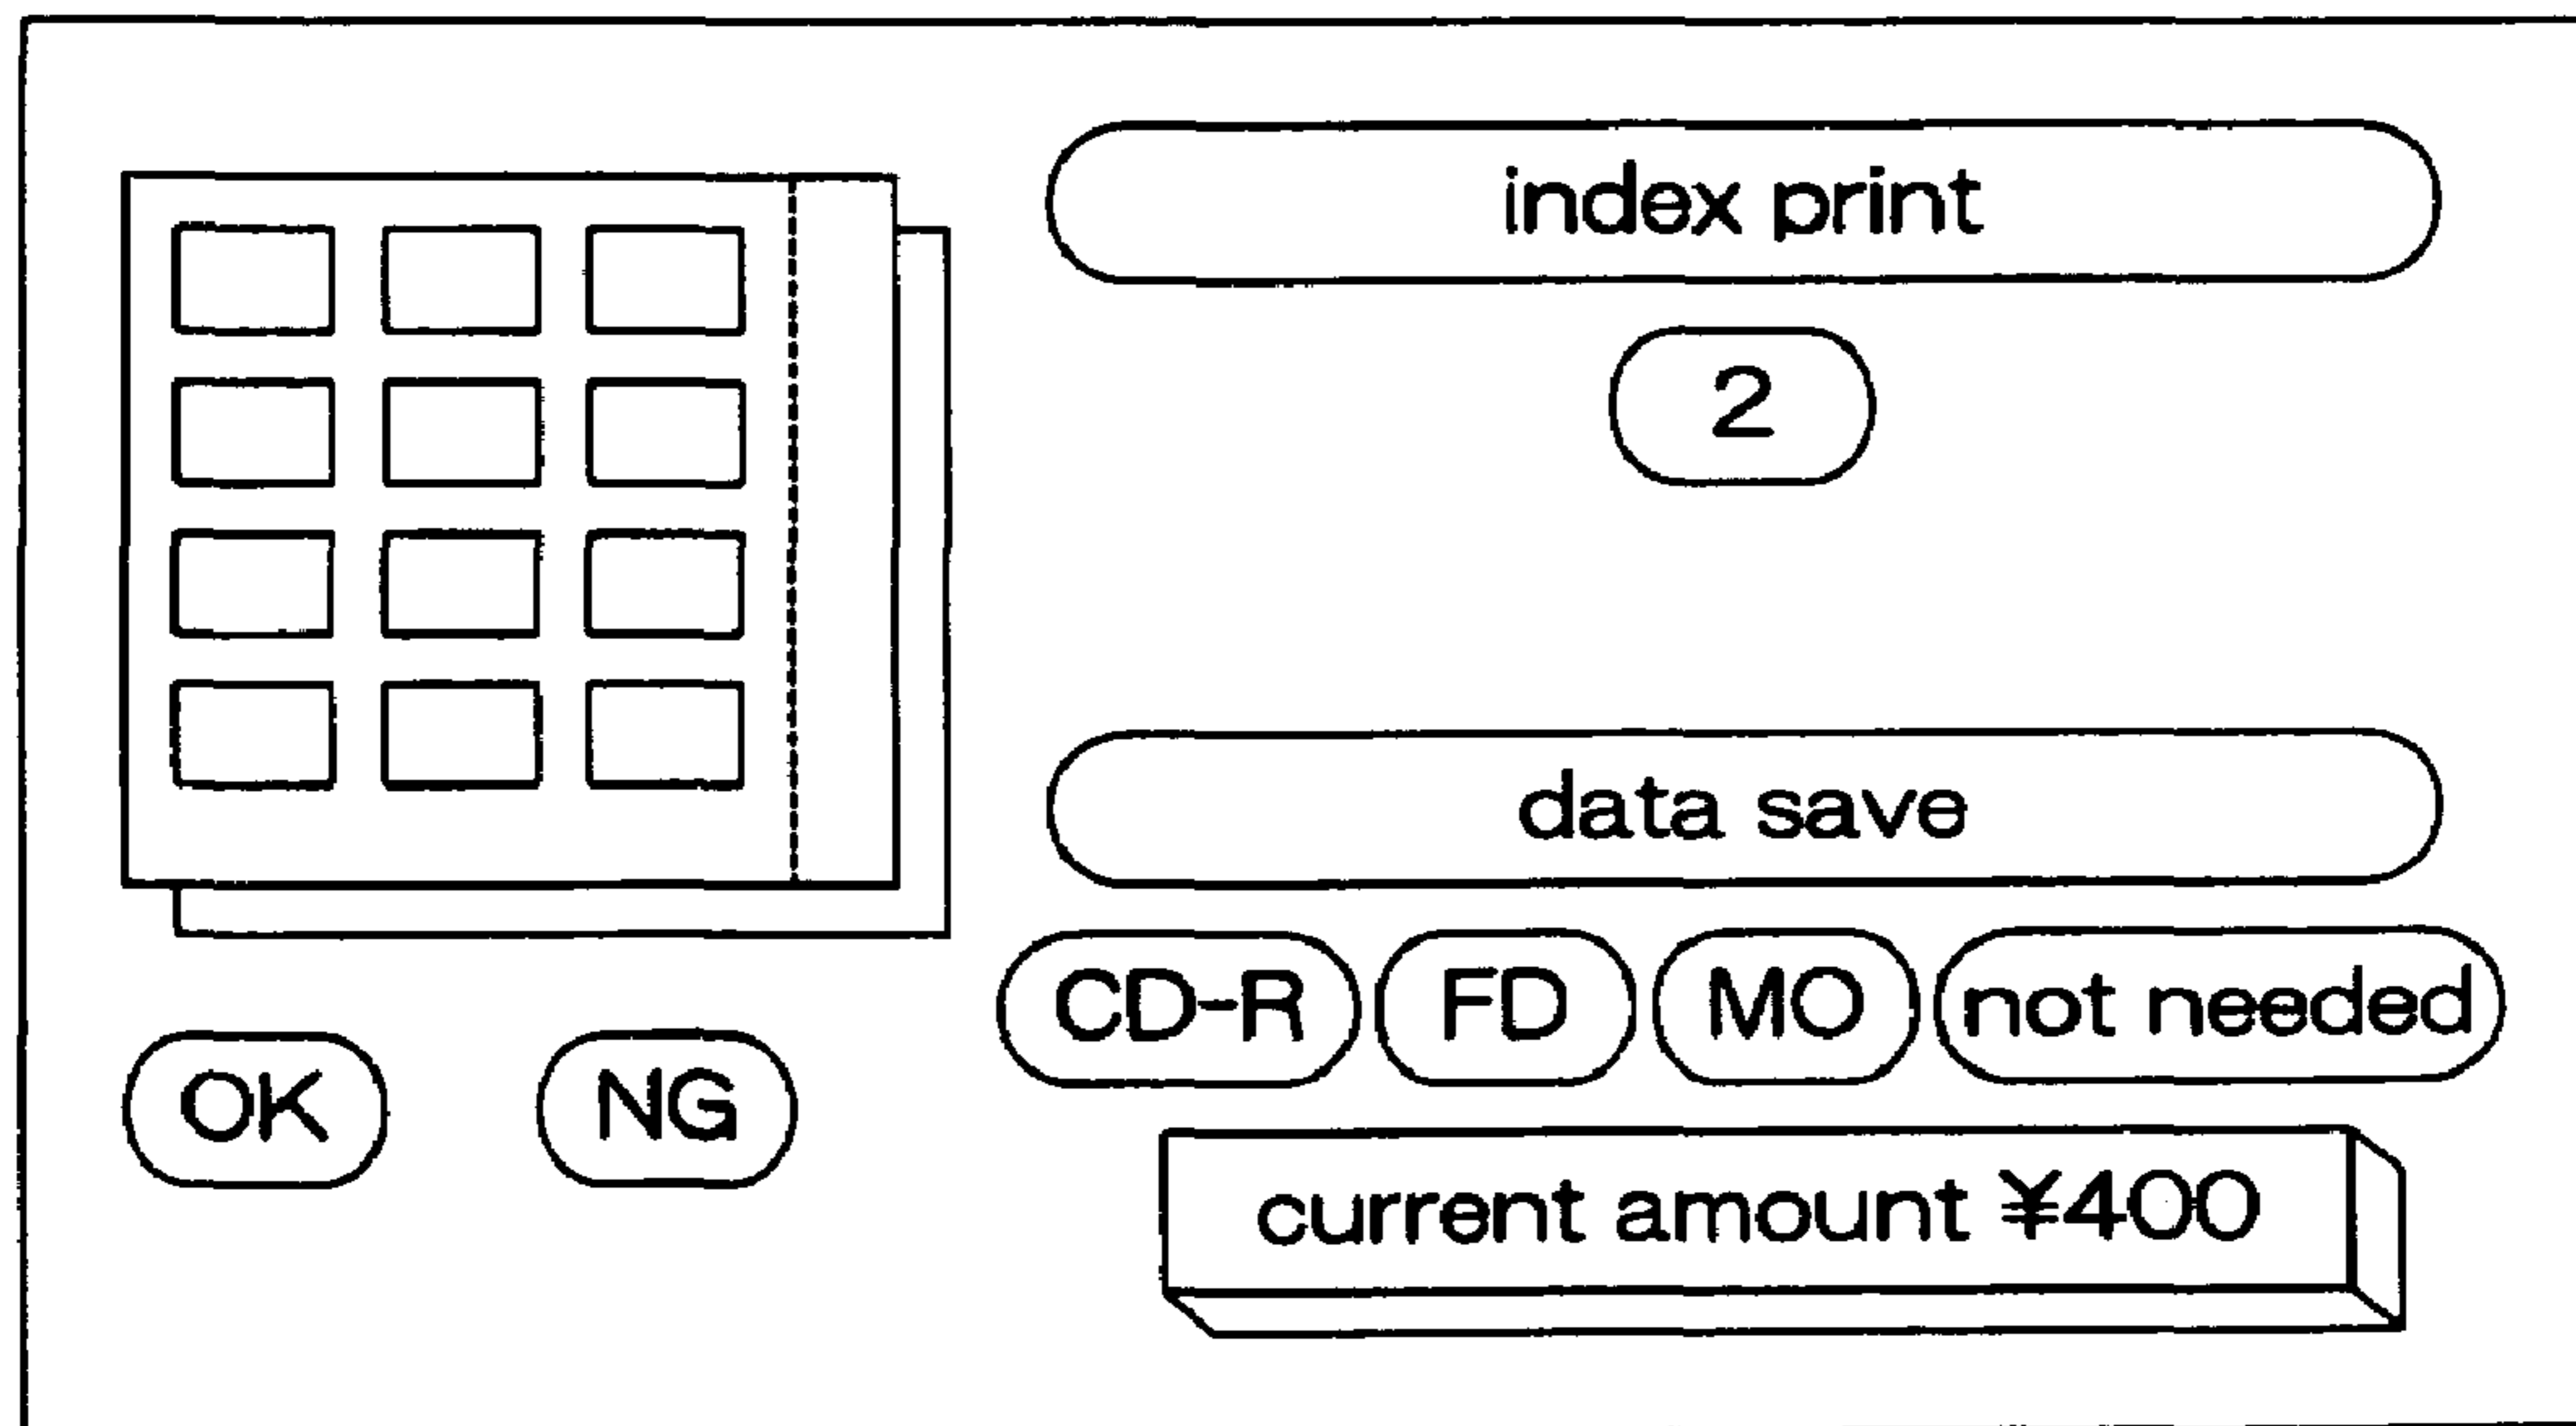 index print
2
data save
CD-R FD MO not needed
OK NG
current amount ¥400